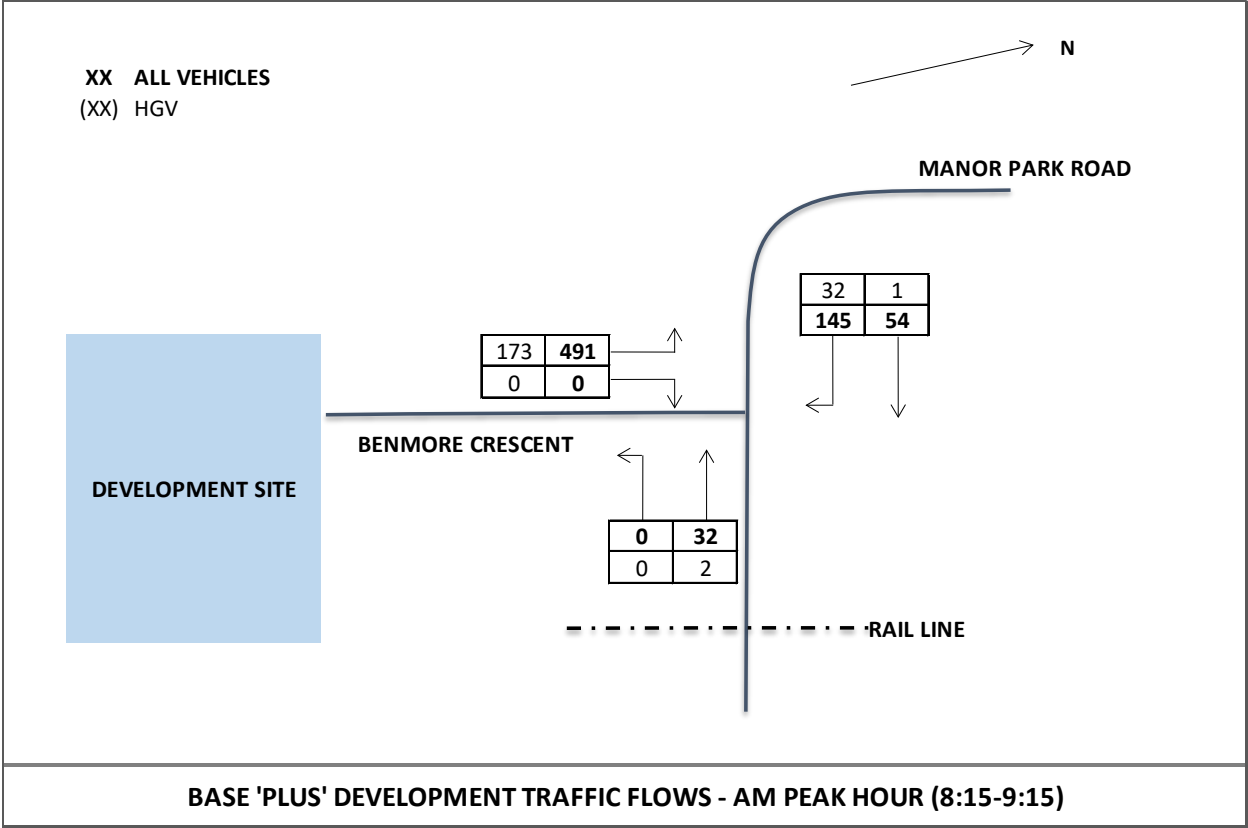 N
XX ALL VEHICLES
(XX) HGV
MANOR PARK ROAD
32 1
145 54
173 491
0 0
BENMORE CRESCENT
DEVELOPMENT SITE
0 32
0 2
RAIL LINE
BASE 'PLUS' DEVELOPMENT TRAFFIC FLOWS - AM PEAK HOUR (8:15-9:15)